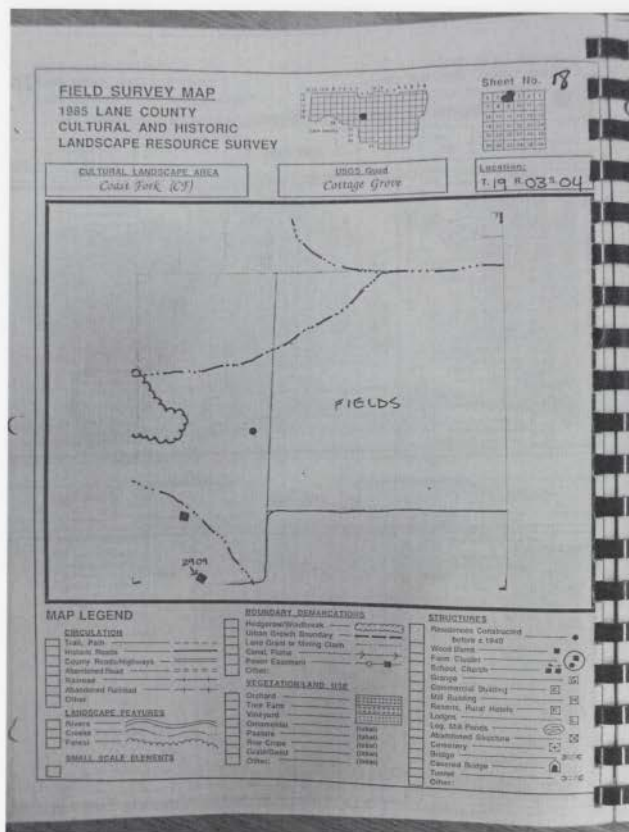 FIELD SURVEY MAP
1985 LANE COUNTY
CULTURAL AND HISTORIC
LANDSCAPE RESOURCE SURVEY
Sheet No. 18
CULTURAL LANDSCAPE AREA
Coast Fork (CF)
USGS Quad
Cottage Grove
Location:
T. 19 R. 03 S. 04
FIELDS
2909
MAP LEGEND
CIRCULATION
Trail, Path
Historic Roads
County Roads/Highways
Abandoned Road
Railroad
Abandoned Railroad
Other:
LANDSCAPE FEATURES
Rivers
Creeks
Forest
SMALL SCALE ELEMENTS
BOUNDARY DEMARCATIONS
Hedgerow/Windbreak
Urban Growth Boundary
Land Grant or Mining Claim
Canal, Flume
Power Easement
Other:
VEGETATION/LAND USE
Orchard
Tree Farm
Vineyard
Ornamental
Pasture (label)
Row Crops (label)
Grain/Seed (label)
Other: (label)
STRUCTURES
Residences Constructed
before c 1940
Wood Barns
Farm Cluster
School, Church
Grange
Commercial Building
Mill Building
Resorts, Rural Hotels
Lodges
Log, Mill Ponds
Abandoned Structure
Cemetery
Bridge
Covered Bridge
Tunnel
Other: